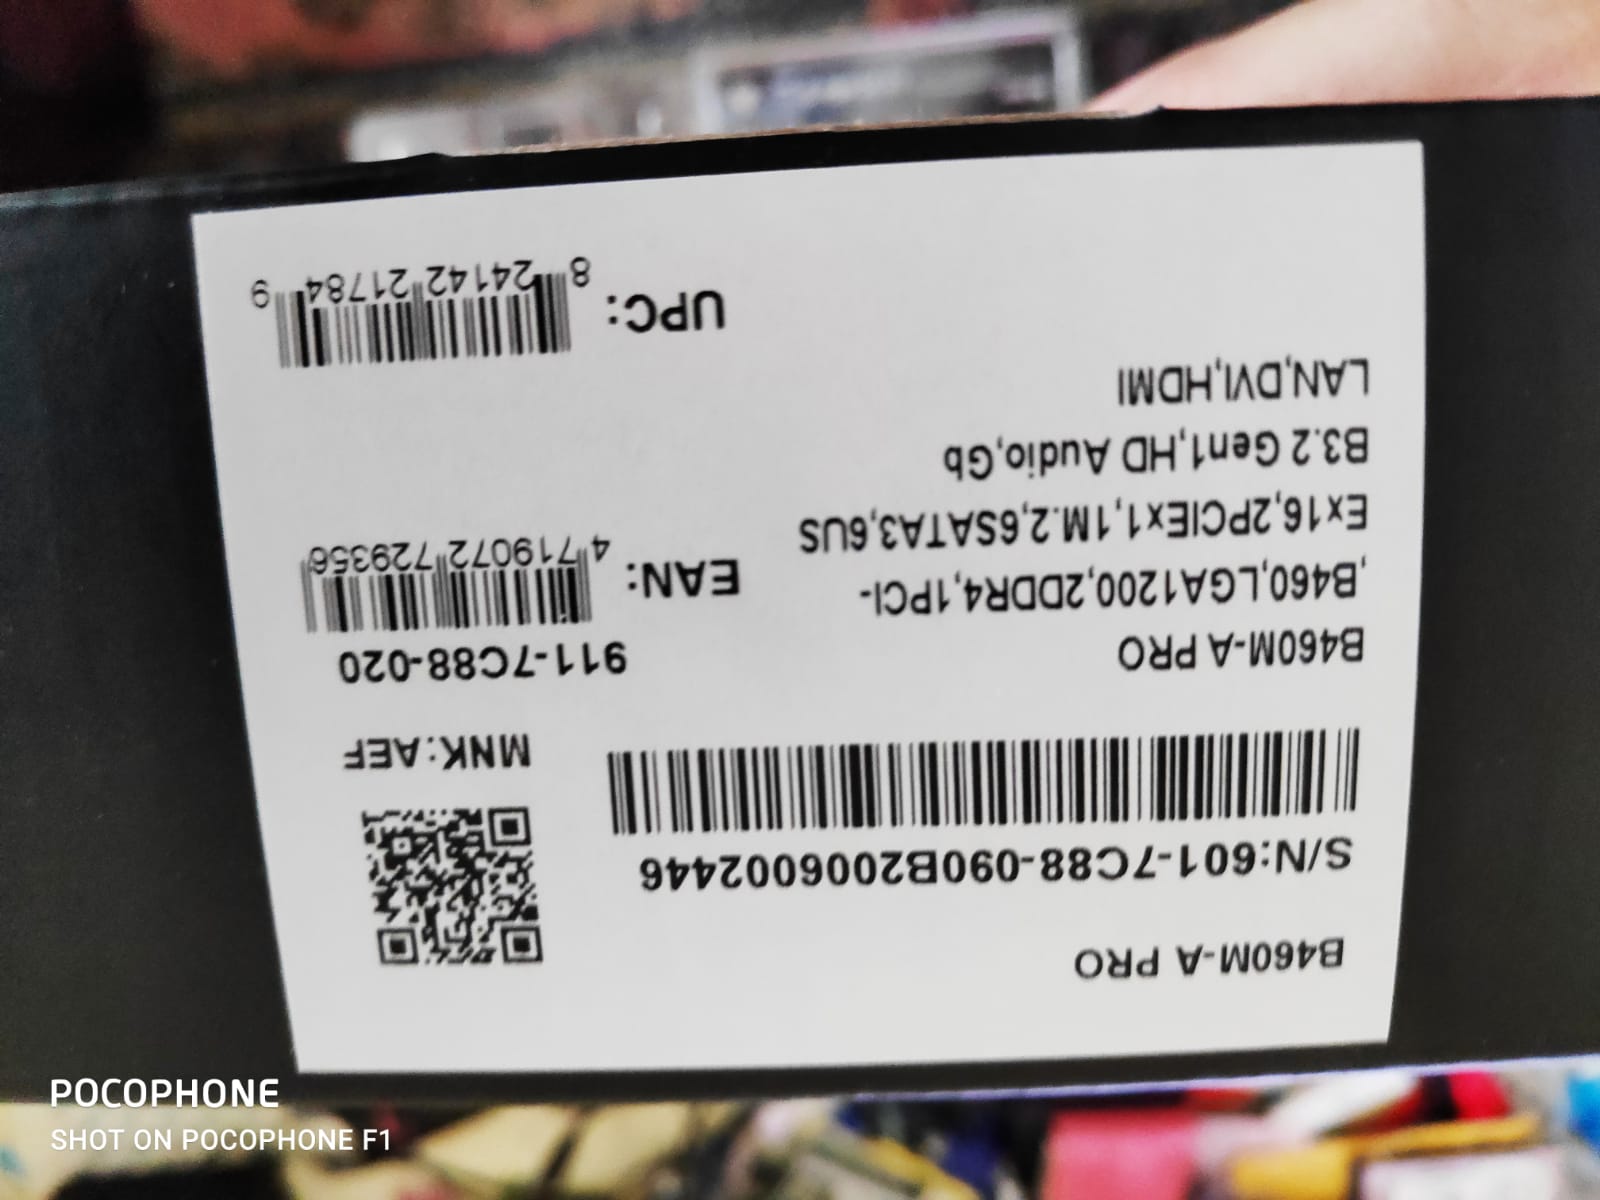 B460M-A PRO
S/N:601-7C88-090B2006002446
MNK:AEF
B460M-A PRO
,B460,LGA1200,2DDR4,1PCI-
Ex16,2PCIEx1,1M.2,6SATA3,6US
B3.2 Gen1,HD Audio,Gb
LAN,DVI,HDMI
911-7C88-020
EAN:
4 719072 729356
UPC:
8 24142 21784 9
POCOPHONE
SHOT ON POCOPHONE F1